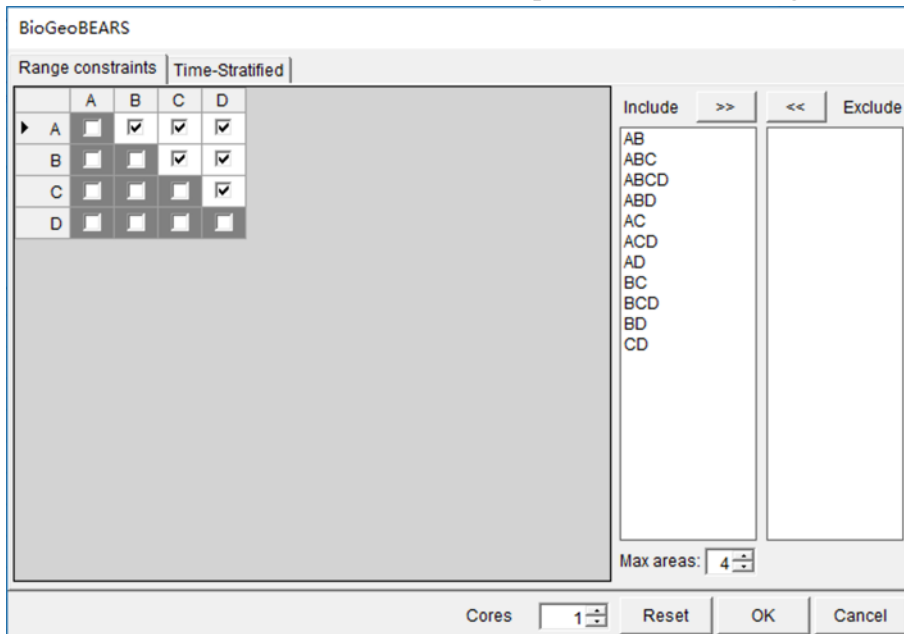 BioGeoBEARS
Range constraints Time-Stratified
A B C D
A
B
C
D
Include >> << Exclude
AB
ABC
ABCD
ABD
AC
ACD
AD
BC
BCD
BD
CD
Max areas: 4
Cores 1 Reset OK Cancel